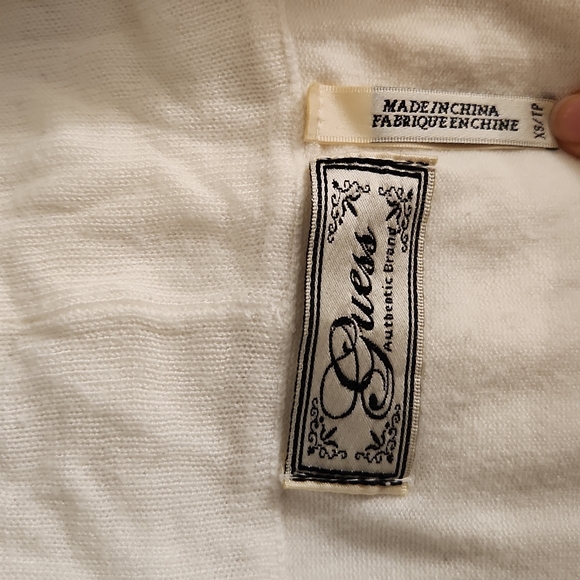 MADE IN CHINA
FABRIQUE EN CHINE
XS/TP
Guess
Authentic Brand